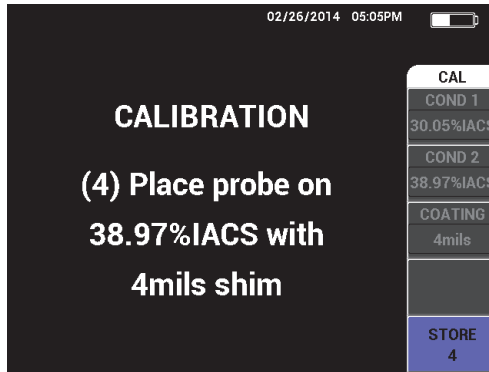 02/26/2014 05:05PM
CALIBRATION
(4) Place probe on
38.97%IACS with
4mils shim
CAL
COND 1
30.05%IACS
COND 2
38.97%IACS
COATING
4mils
STORE
4